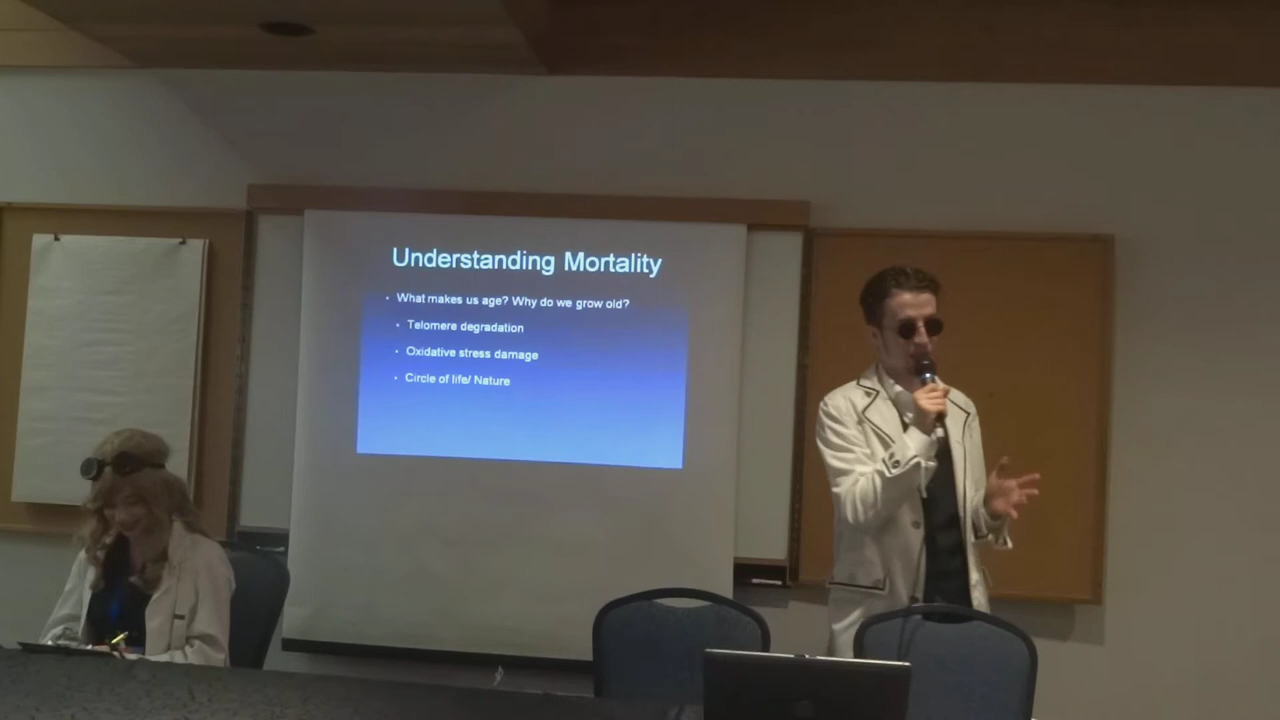 Understanding Mortality
• What makes us age? Why do we grow old?
• Telomere degradation
• Oxidative stress damage
• Circle of life/ Nature